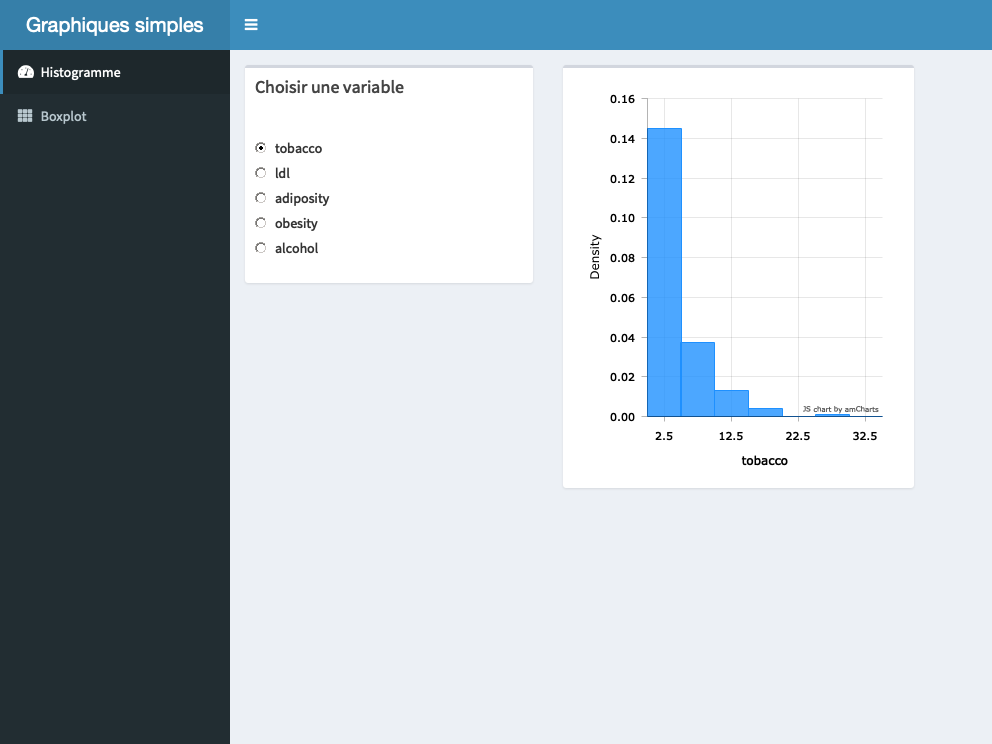 Graphiques simples
Histogramme
Boxplot
Choisir une variable
tobacco
ldl
adiposity
obesity
alcohol
0.16
0.14
0.12
0.10
0.08
0.06
0.04
0.02
0.00
Density
JS chart by amCharts
2.5 12.5 22.5 32.5
tobacco